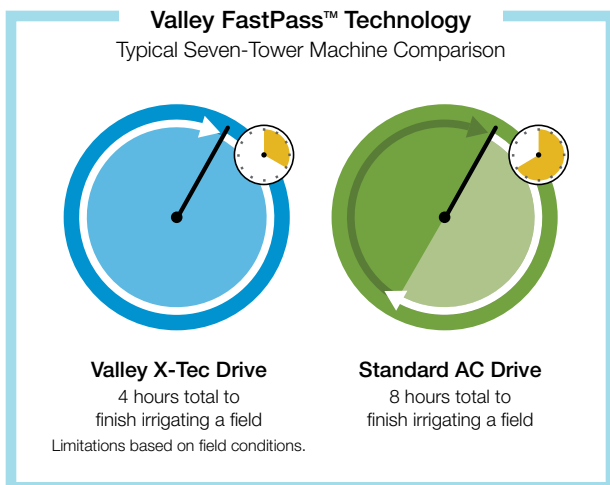 Valley FastPass™ Technology
Typical Seven-Tower Machine Comparison
Valley X-Tec Drive
4 hours total to
finish irrigating a field
Limitations based on field conditions.
Standard AC Drive
8 hours total to
finish irrigating a field